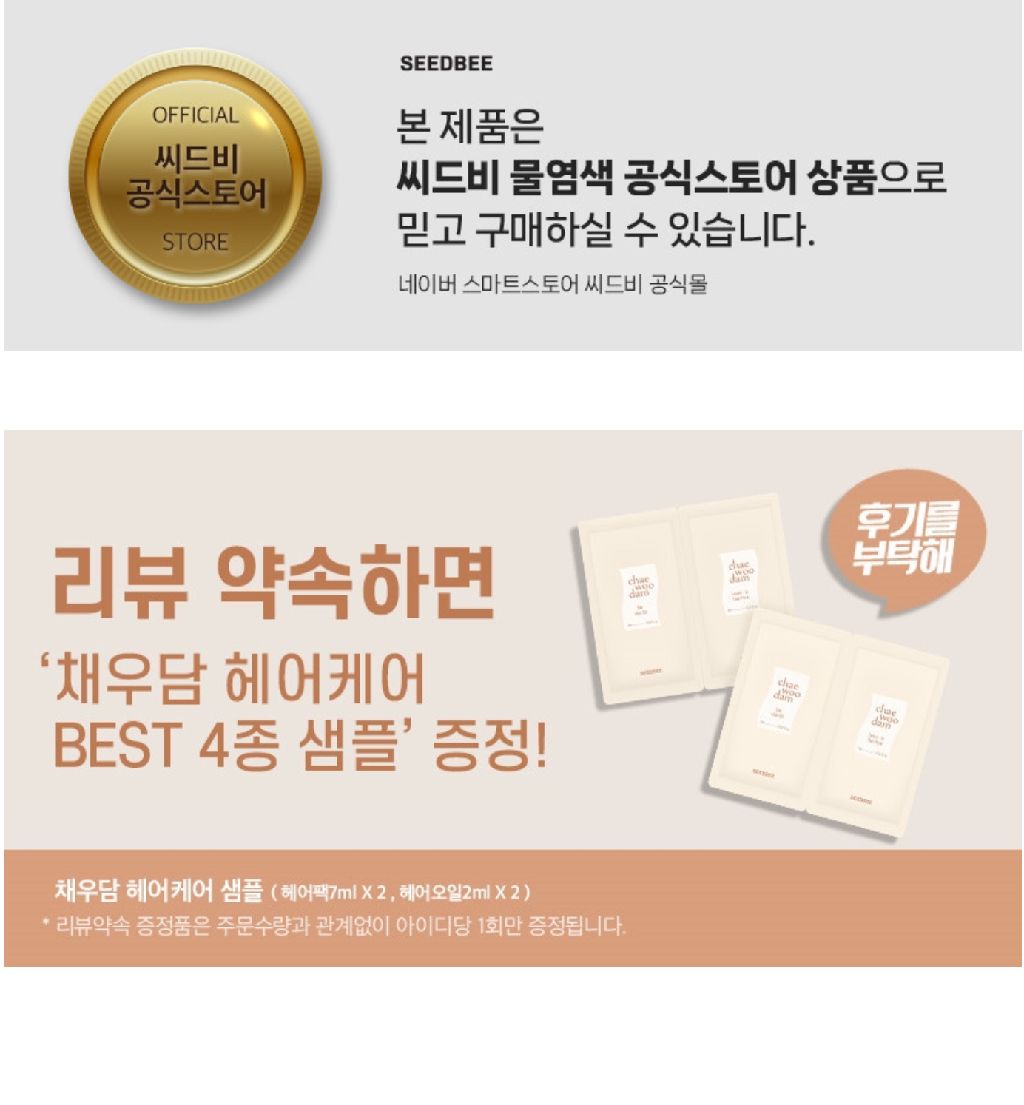 OFFICIAL
씨드비
공식스토어
STORE
SEEDBEE
본 제품은
씨드비 물염색 공식스토어 상품으로
믿고 구매하실 수 있습니다.
네이버 스마트스토어 씨드비 공식몰
후기를
부탁해
리뷰 약속하면
‘채우담 헤어케어
BEST 4종 샘플’ 증정!
chae
woo
dam
SEEDBEE
chae
woo
dam
chae
woo
dam
SEEDBEE
chae
woo
dam
SEEDBEE
채우담 헤어케어 샘플 ( 헤어팩7ml X 2 , 헤어오일2ml X 2 )
* 리뷰약속 증정품은 주문수량과 관계없이 아이디당 1회만 증정됩니다.